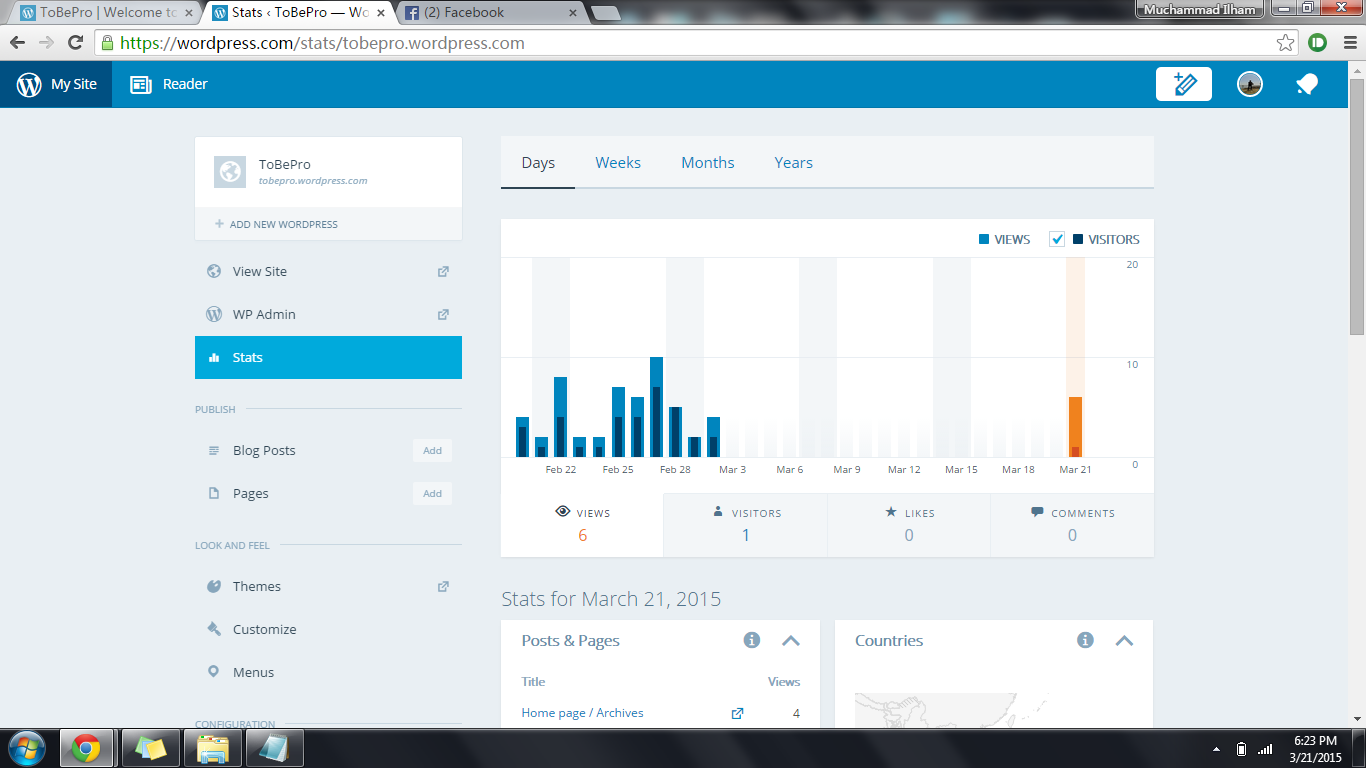 ToBePro | Welcome to
Stats ‹ ToBePro — Wo
(2) Facebook
Muchammad Ilham
https://wordpress.com/stats/tobepro.wordpress.com
My Site
Reader
ToBePro
tobepro.wordpress.com
+ ADD NEW WORDPRESS
View Site
WP Admin
Stats
PUBLISH
Blog Posts Add
Pages Add
LOOK AND FEEL
Themes
Customize
Menus
CONFIGURATION
Days Weeks Months Years
VIEWS VISITORS
20
10
0
Feb 22 Feb 25 Feb 28 Mar 3 Mar 6 Mar 9 Mar 12 Mar 15 Mar 18 Mar 21
VIEWS VISITORS LIKES COMMENTS
6 1 0 0
Stats for March 21, 2015
Posts & Pages
Title Views
Home page / Archives 4
Countries
6:23 PM
3/21/2015